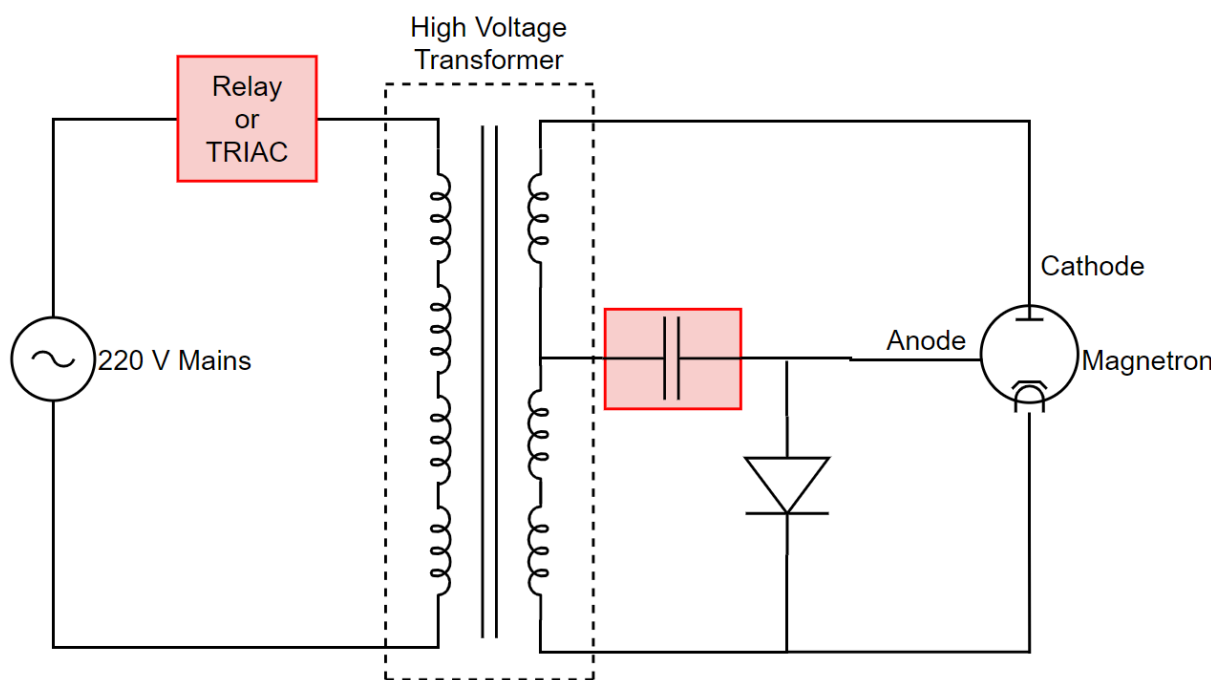 High Voltage
Transformer
Relay
or
TRIAC
220 V Mains
Cathode
Anode
Magnetron